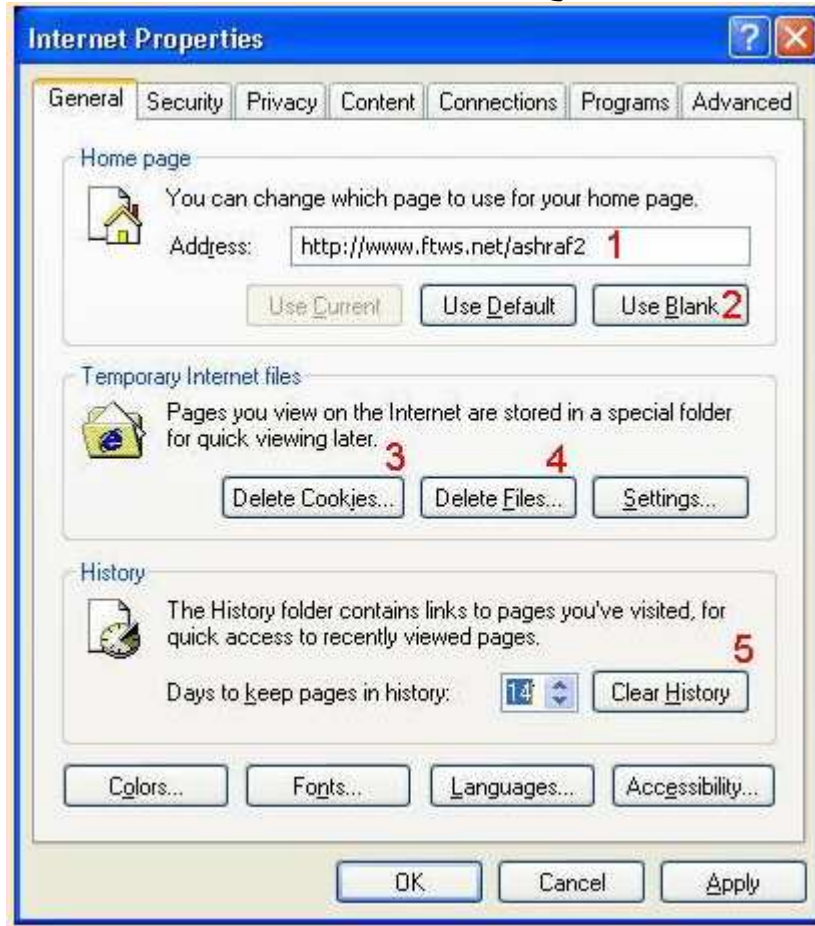 Internet Properties
General Security Privacy Content Connections Programs Advanced
Home page
You can change which page to use for your home page.
Address: http://www.ftws.net/ashraf2 1
Use Current Use Default Use Blank 2
Temporary Internet files
Pages you view on the Internet are stored in a special folder
for quick viewing later.
3 4
Delete Cookies... Delete Files... Settings...
History
The History folder contains links to pages you've visited, for
quick access to recently viewed pages.
5
Days to keep pages in history: 14 Clear History
Colors... Fonts... Languages... Accessibility...
OK Cancel Apply